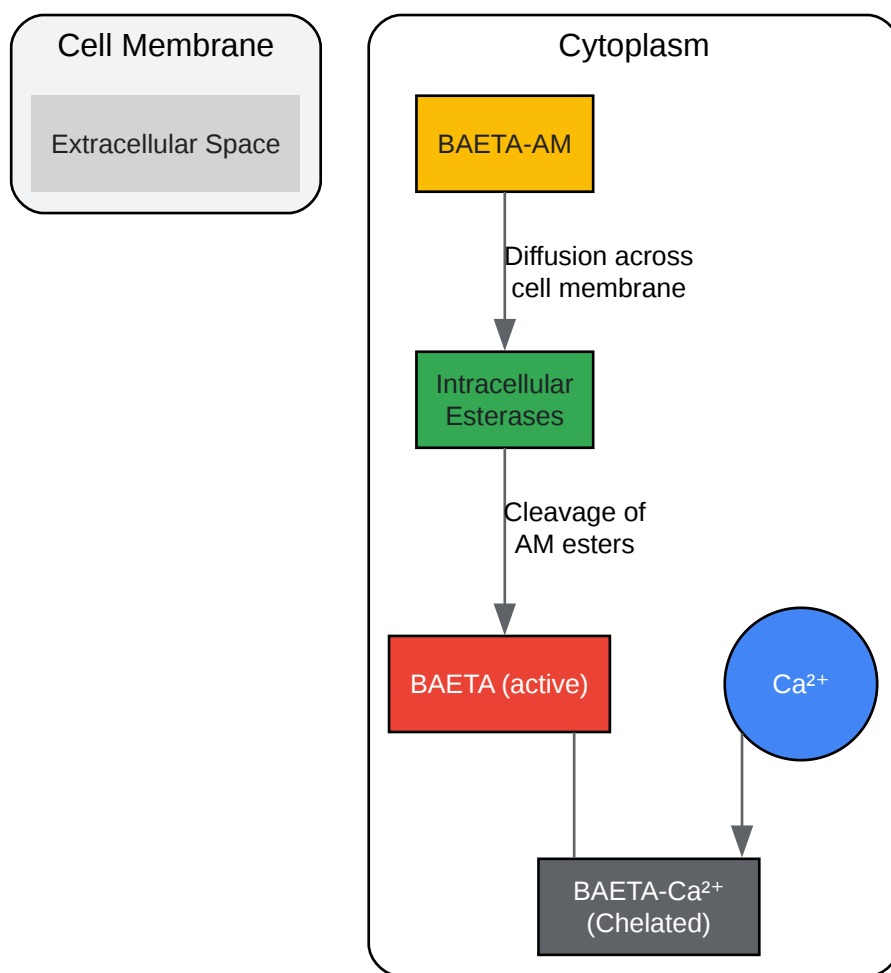 Cell Membrane
Extracellular Space
Cytoplasm
BAETA-AM
Diffusion across
cell membrane
Intracellular
Esterases
Cleavage of
AM esters
BAETA (active)
Ca²⁺
BAETA-Ca²⁺
(Chelated)